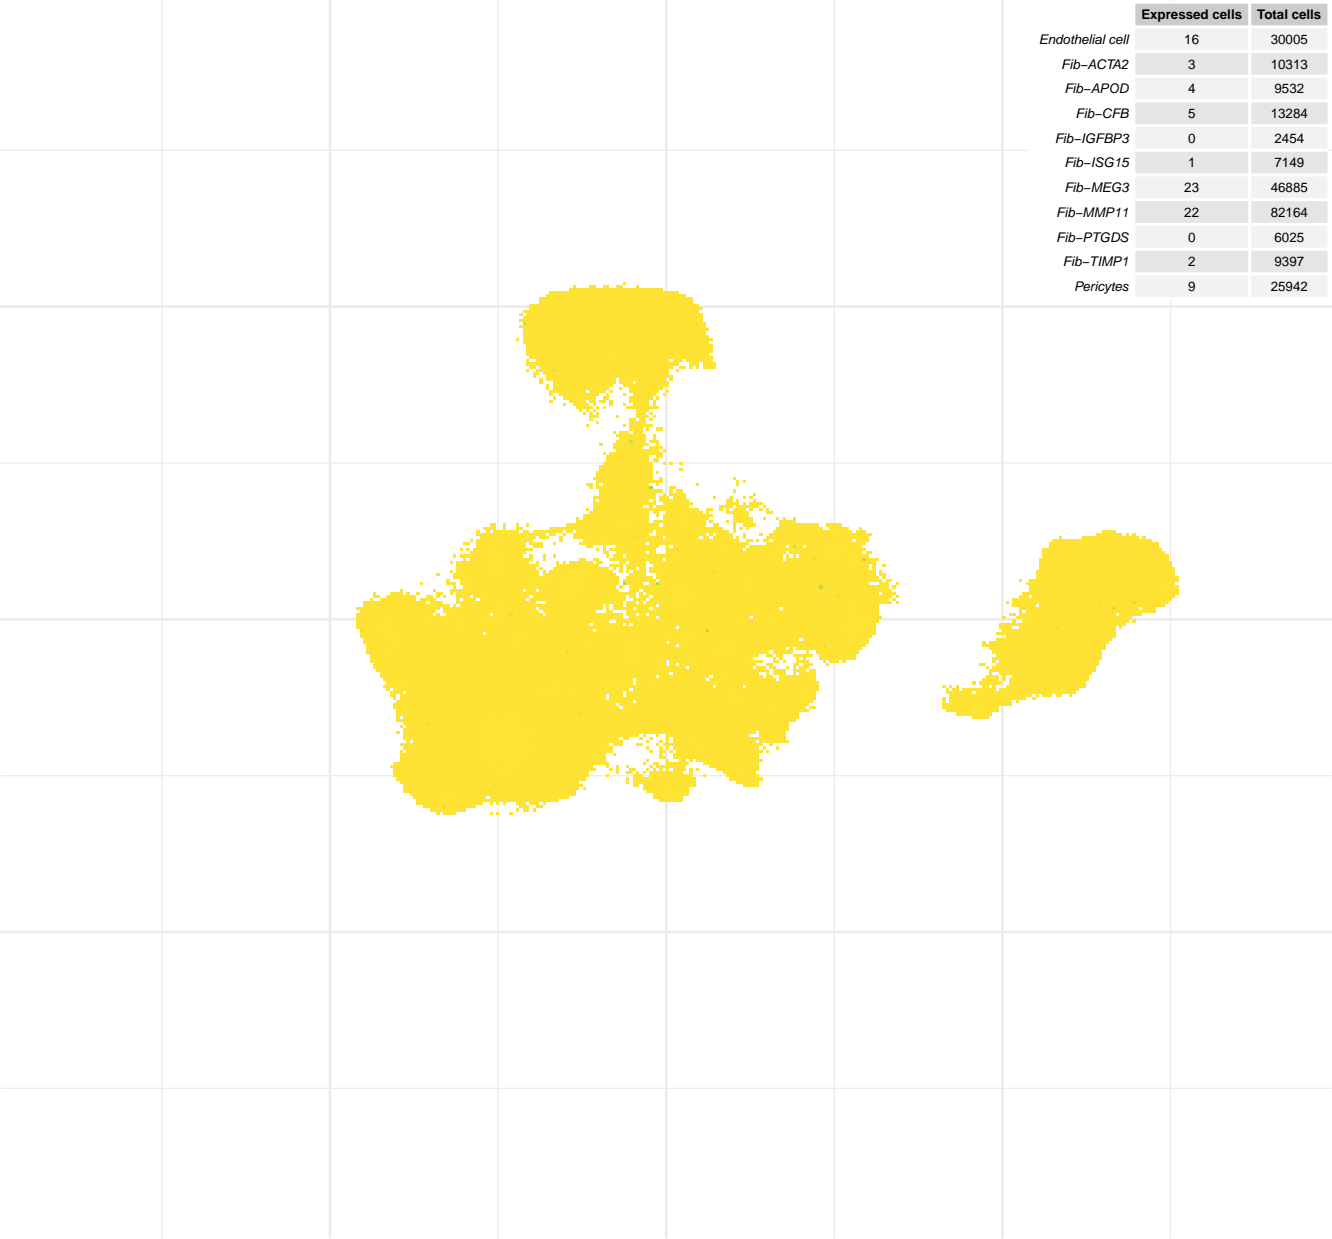 Expressed cells Total cells
Endothelial cell 16 30005
Fib−ACTA2 3 10313
Fib−APOD 4 9532
Fib−CFB 5 13284
Fib−IGFBP3 0 2454
Fib−ISG15 1 7149
Fib−MEG3 23 46885
Fib−MMP11 22 82164
Fib−PTGDS 0 6025
Fib−TIMP1 2 9397
Pericytes 9 25942